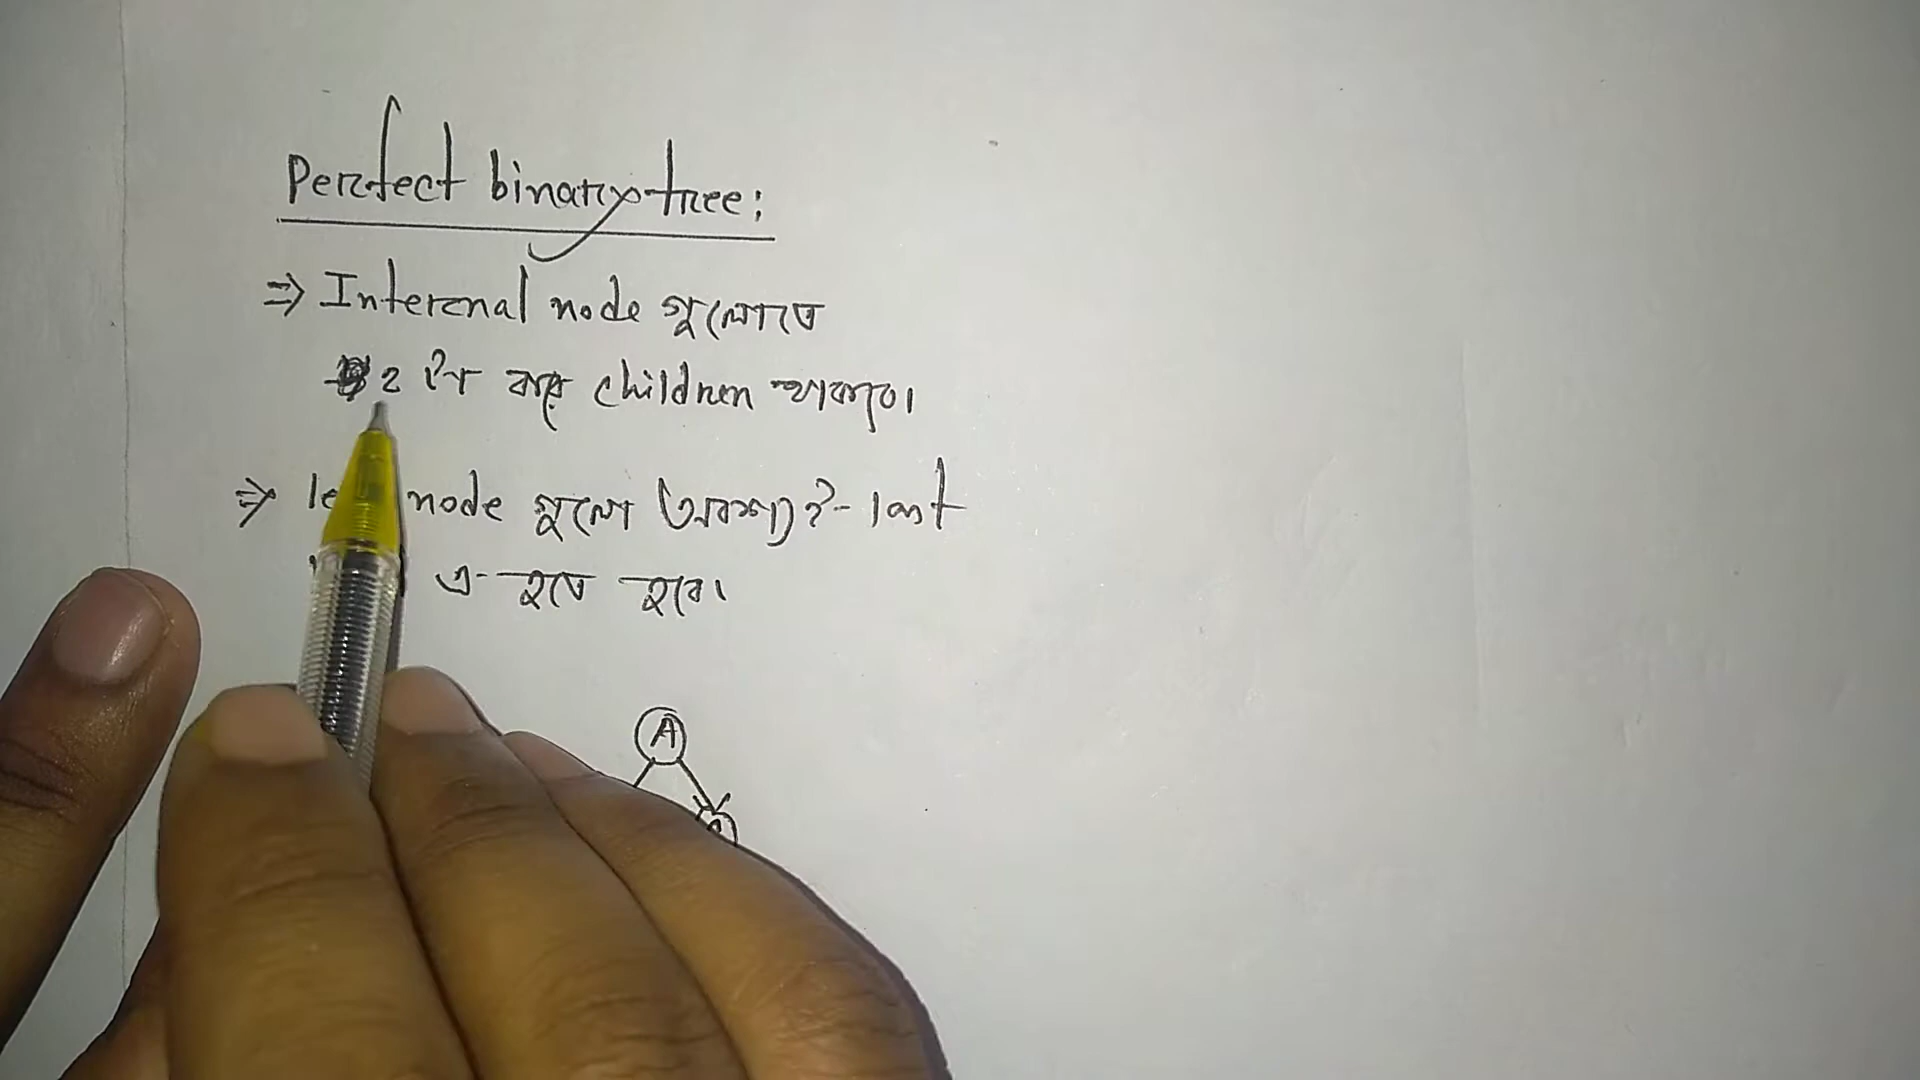 Perfect binary tree:
⇒ Internal node গুলোতে
2 টি করে children থাকবে।
⇒ le node গুলো অবশ্যই last
এ হতে হবে।
A